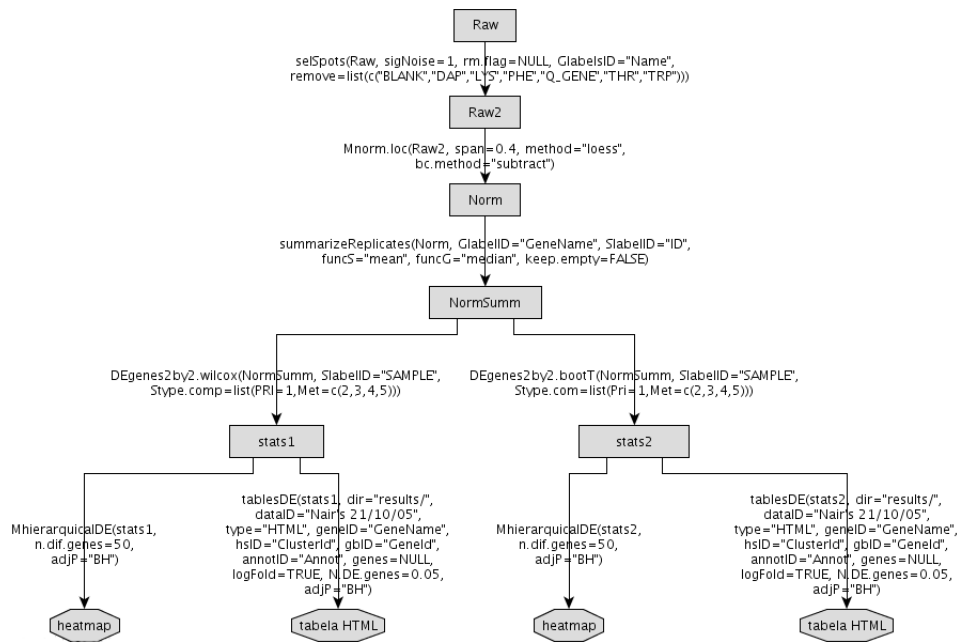 Raw
selSpots(Raw, sigNoise=1, rm.flag=NULL, GlabelsID="Name",
remove=list(c("BLANK","DAP","LYS","PHE","Q_GENE","THR","TRP")))
Raw2
Mnorm.loc(Raw2, span=0.4, method="loess",
bc.method="subtract")
Norm
summarizeReplicates(Norm, GlabelID="GeneName", SlabelID="ID",
funcS="mean", funcG="median", keep.empty=FALSE)
NormSumm
DEgenes2by2.wilcox(NormSumm, SlabelID="SAMPLE",
Stype.comp=list(PRI=1,Met=c(2,3,4,5)))
DEgenes2by2.bootT(NormSumm, SlabelID="SAMPLE",
Stype.com=list(Pri=1,Met=c(2,3,4,5)))
stats1
stats2
MhierarquicalDE(stats1,
n.dif.genes=50,
adjP="BH")
tablesDE(stats1, dir="results/",
dataID="Nair's 21/10/05",
type="HTML", geneID="GeneName",
hsID="ClusterId", gbID="GeneId",
annotID="Annot", genes=NULL,
logFold=TRUE, N.DE.genes=0.05,
adjP="BH")
MhierarquicalDE(stats2,
n.dif.genes=50,
adjP="BH")
tablesDE(stats2, dir="results/",
dataID="Nair's 21/10/05",
type="HTML", geneID="GeneName",
hsID="ClusterId", gbID="GeneId",
annotID="Annot", genes=NULL,
logFold=TRUE, N.DE.genes=0.05,
adjP="BH")
heatmap
tabela HTML
heatmap
tabela HTML